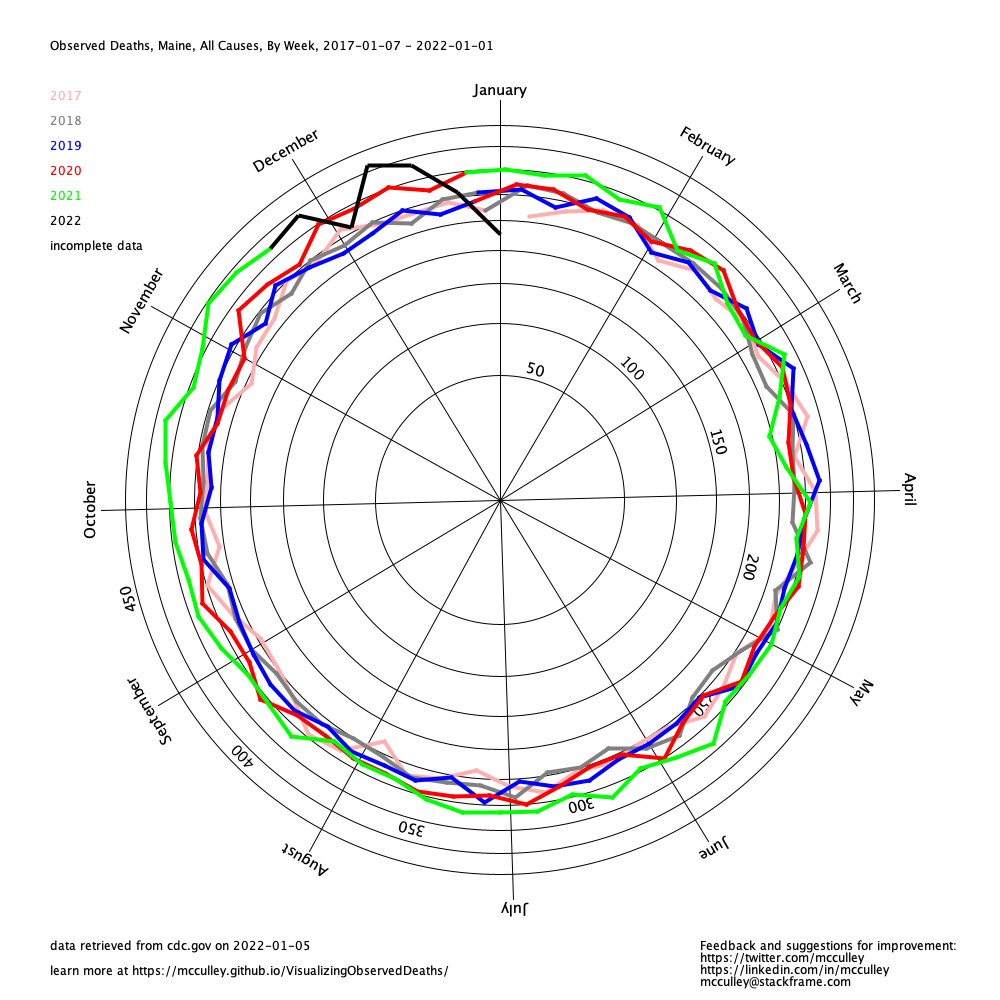 Observed Deaths, Maine, All Causes, By Week, 2017-01-07 - 2022-01-01
January
2017
2018
December
February
2019
2020
2021
2022
incomplete data
November
March
50
100
150
October
April
200
450
September
250
May
400
300
350
August
June
July
data retrieved from cdc.gov on 2022-01-05
learn more at https://mcculley.github.io/VisualizingObservedDeaths/
Feedback and suggestions for improvement:
https://twitter.com/mcculley
https://linkedin.com/in/mcculley
mcculley@stackframe.com